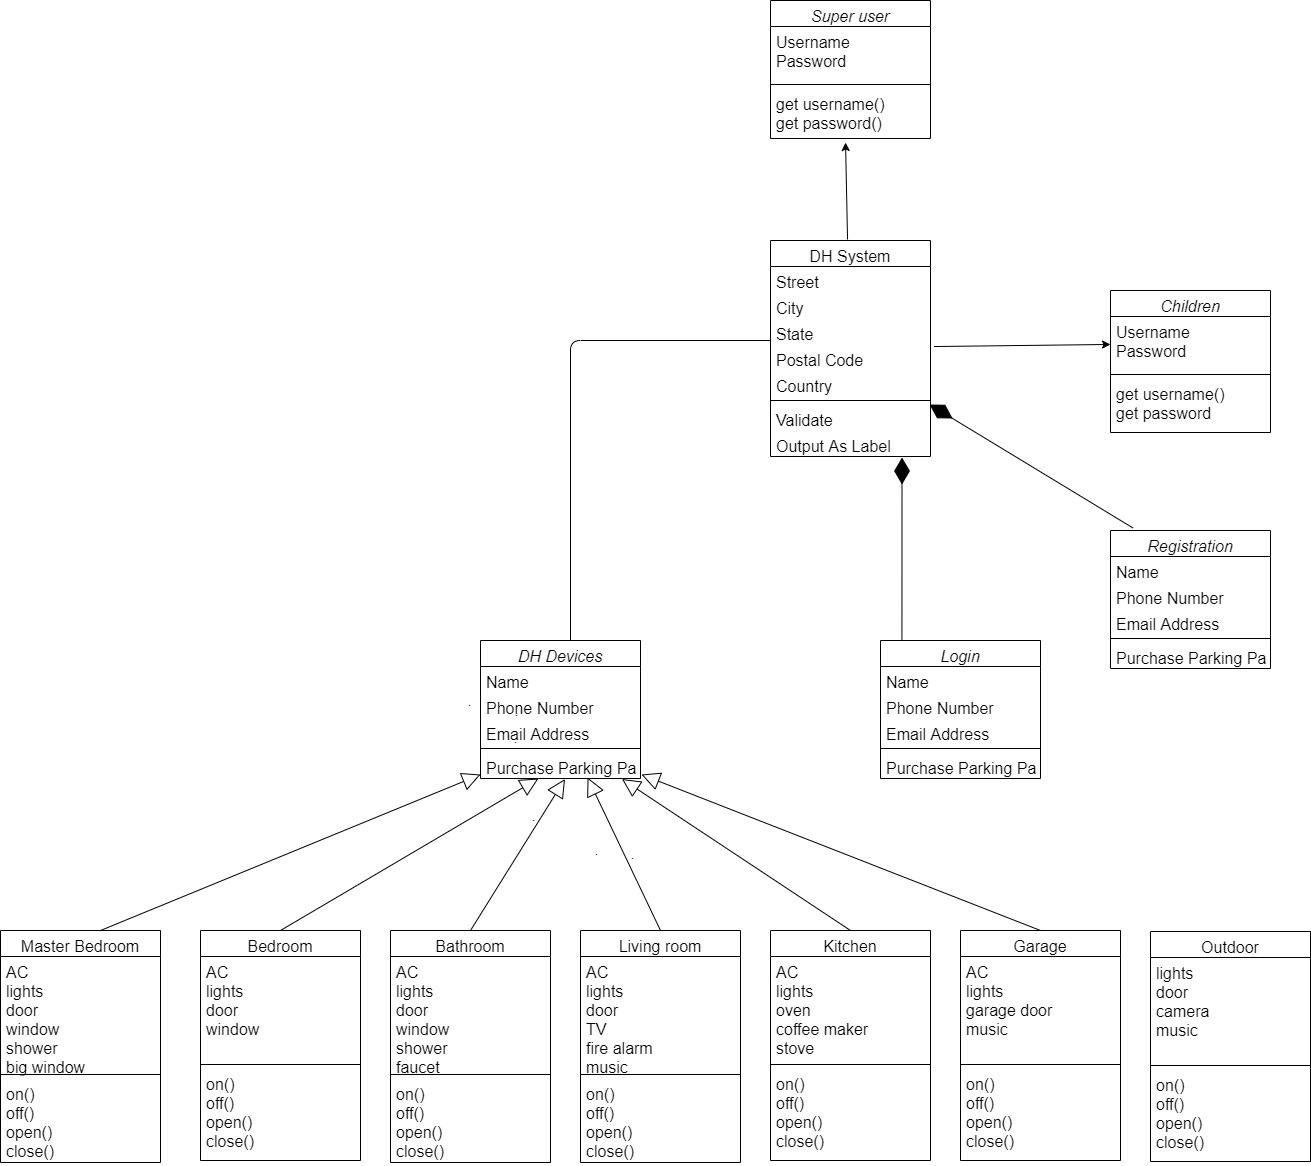 Super user
Username
Password
get username()
get password()
DH System
Street
City
State
Postal Code
Country
Validate
Output As Label
Children
Username
Password
get username()
get password
Registration
Name
Phone Number
Email Address
Purchase Parking Pa
DH Devices
Name
Phone Number
Email Address
Purchase Parking Pa
Login
Name
Phone Number
Email Address
Purchase Parking Pa
Master Bedroom
AC
lights
door
window
shower
big window
on()
off()
open()
close()
Bedroom
AC
lights
door
window
on()
off()
open()
close()
Bathroom
AC
lights
door
window
shower
faucet
on()
off()
open()
close()
Living room
AC
lights
door
TV
fire alarm
music
on()
off()
open()
close()
Kitchen
AC
lights
oven
coffee maker
stove
on()
off()
open()
close()
Garage
AC
lights
garage door
music
on()
off()
open()
close()
Outdoor
lights
door
camera
music
on()
off()
open()
close()